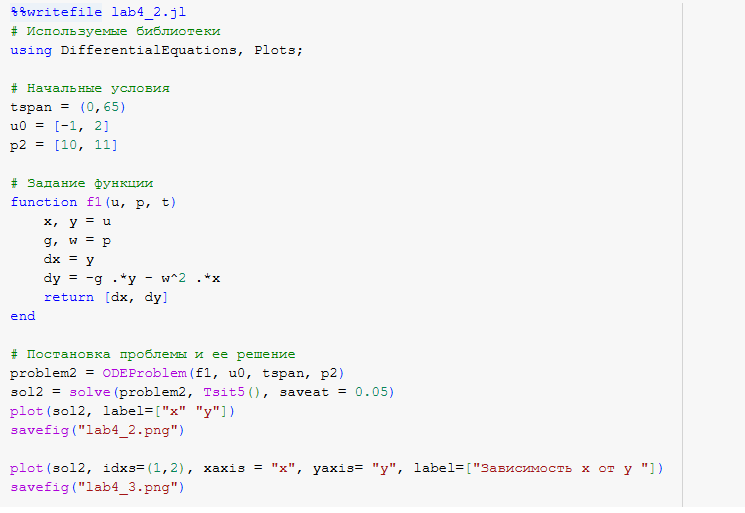 %%writefile lab4_2.jl
# Используемые библиотеки
using DifferentialEquations, Plots;
# Начальные условия
tspan = (0,65)
u0 = [-1, 2]
p2 = [10, 11]
# Задание функции
function f1(u, p, t)
    x, y = u
    g, w = p
    dx = y
    dy = -g .*y - w^2 .*x
    return [dx, dy]
end
# Постановка проблемы и ее решение
problem2 = ODEProblem(f1, u0, tspan, p2)
sol2 = solve(problem2, Tsit5(), saveat = 0.05)
plot(sol2, label=["x" "y"])
savefig("lab4_2.png")
plot(sol2, idxs=(1,2), xaxis = "x", yaxis= "y", label=["Зависимость x от y "])
savefig("lab4_3.png")